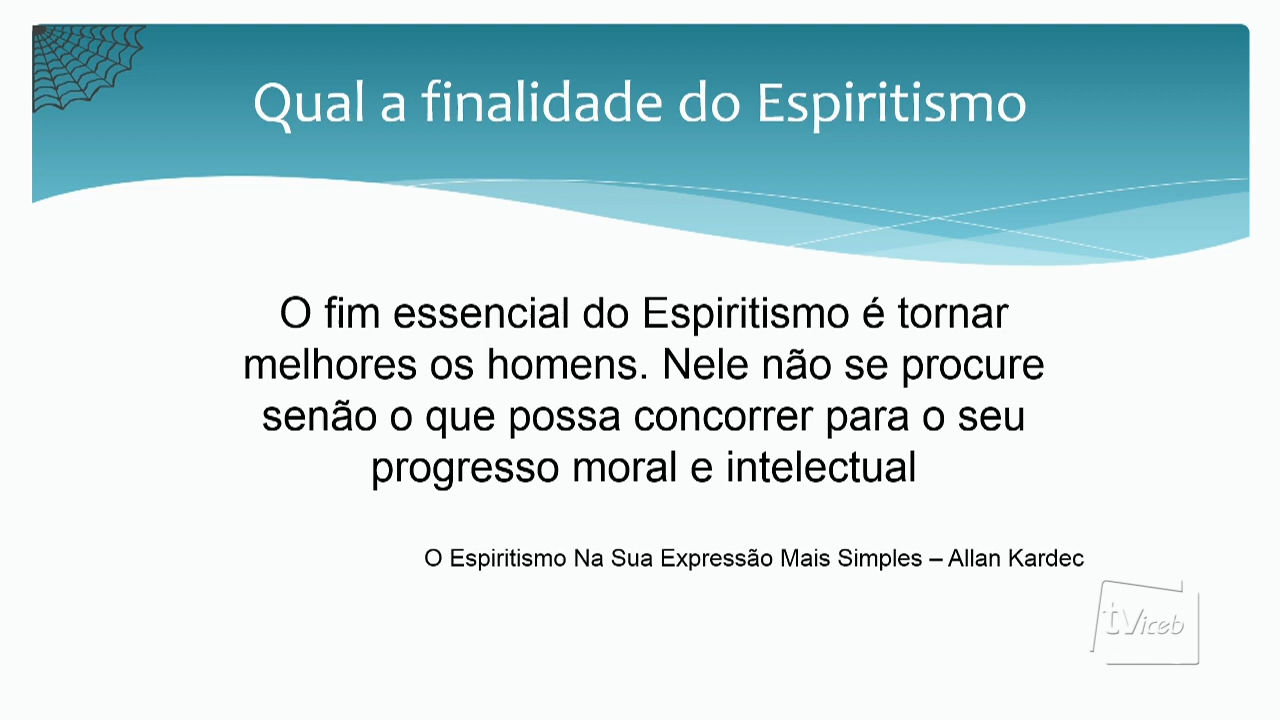 Qual a finalidade do Espiritismo
O fim essencial do Espiritismo é tornar
melhores os homens. Nele não se procure
senão o que possa concorrer para o seu
progresso moral e intelectual
O Espiritismo Na Sua Expressão Mais Simples – Allan Kardec
tViceb